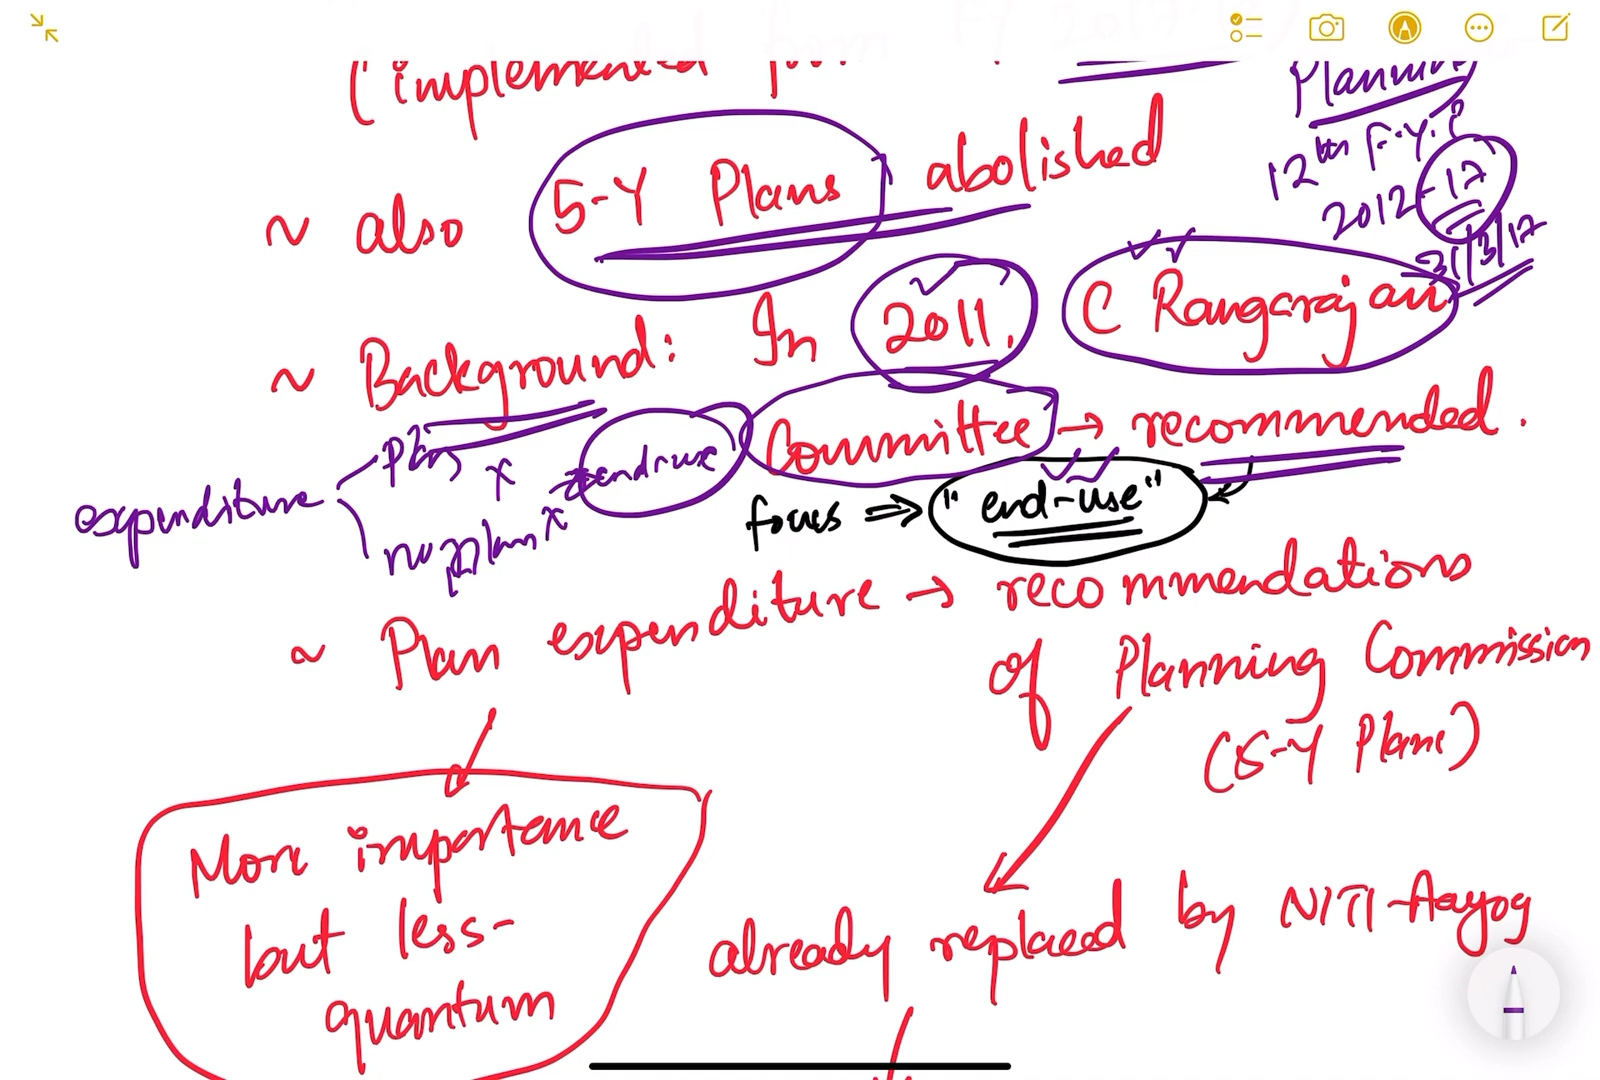 (implemented from
Planning
12th F.Y.P
2012-17
31/3/17
~ also 5-Y Plans abolished
~ Background: In 2011, C Rangarajan
Committee → recommended.
expenditure
plan x
no plan x
end-use
focus ⇒ "end-use"
~ Plan expenditure → recommendations
of Planning Commission
(5-Y Plans)
More importance
but less-
quantum
already replaced by NITI-Aayog